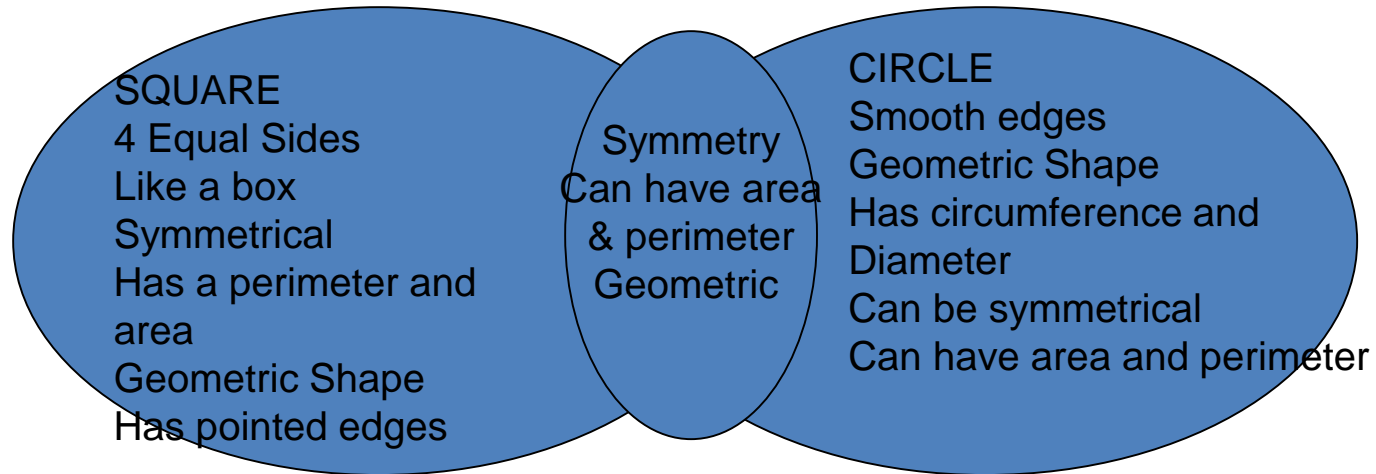 SQUARE
4 Equal Sides
Like a box
Symmetrical
Has a perimeter and
area
Geometric Shape
Has pointed edges
Symmetry
Can have area
& perimeter
Geometric
CIRCLE
Smooth edges
Geometric Shape
Has circumference and
Diameter
Can be symmetrical
Can have area and perimeter